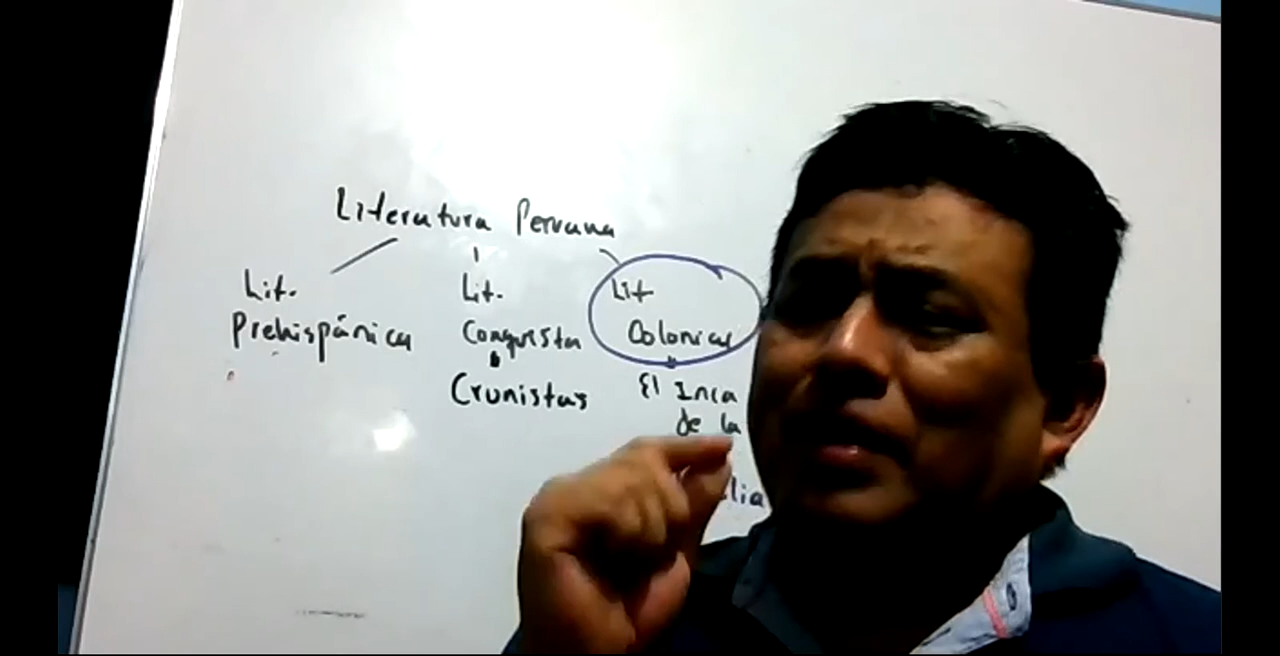 Literatura Peruana
Lit.
Prehispánica
Lit.
Conquista
Cronistas
Lit
Colonial
El Inca
de la